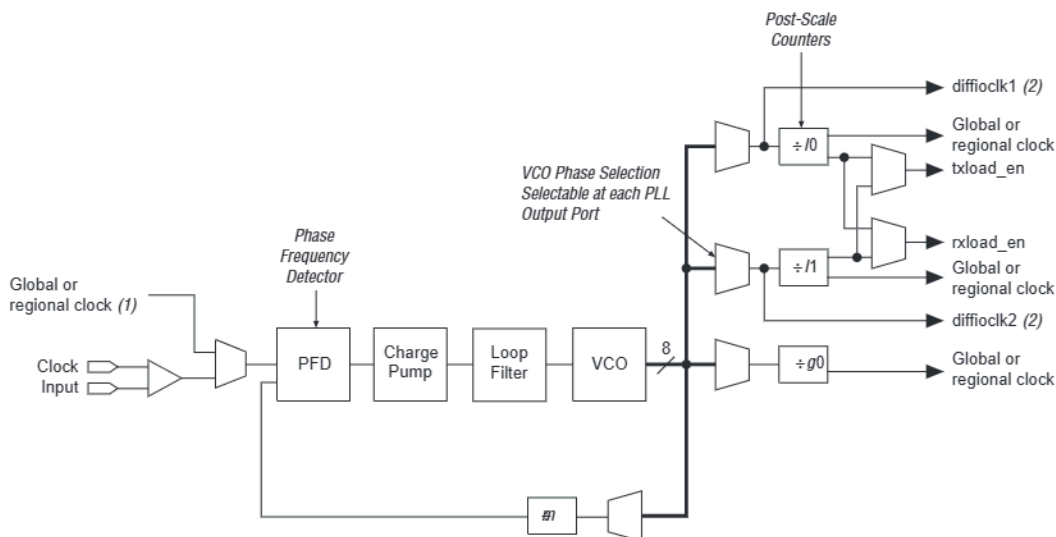 Post-Scale
Counters
diffioclk1 (2)
Global or
regional clock
÷l0
txload_en
VCO Phase Selection
Selectable at each PLL
Output Port
rxload_en
÷l1
Global or
regional clock
Phase
Frequency
Detector
Global or
regional clock (1)
diffioclk2 (2)
Clock
Input
PFD
Charge
Pump
Loop
Filter
VCO
8
÷g0
Global or
regional clock